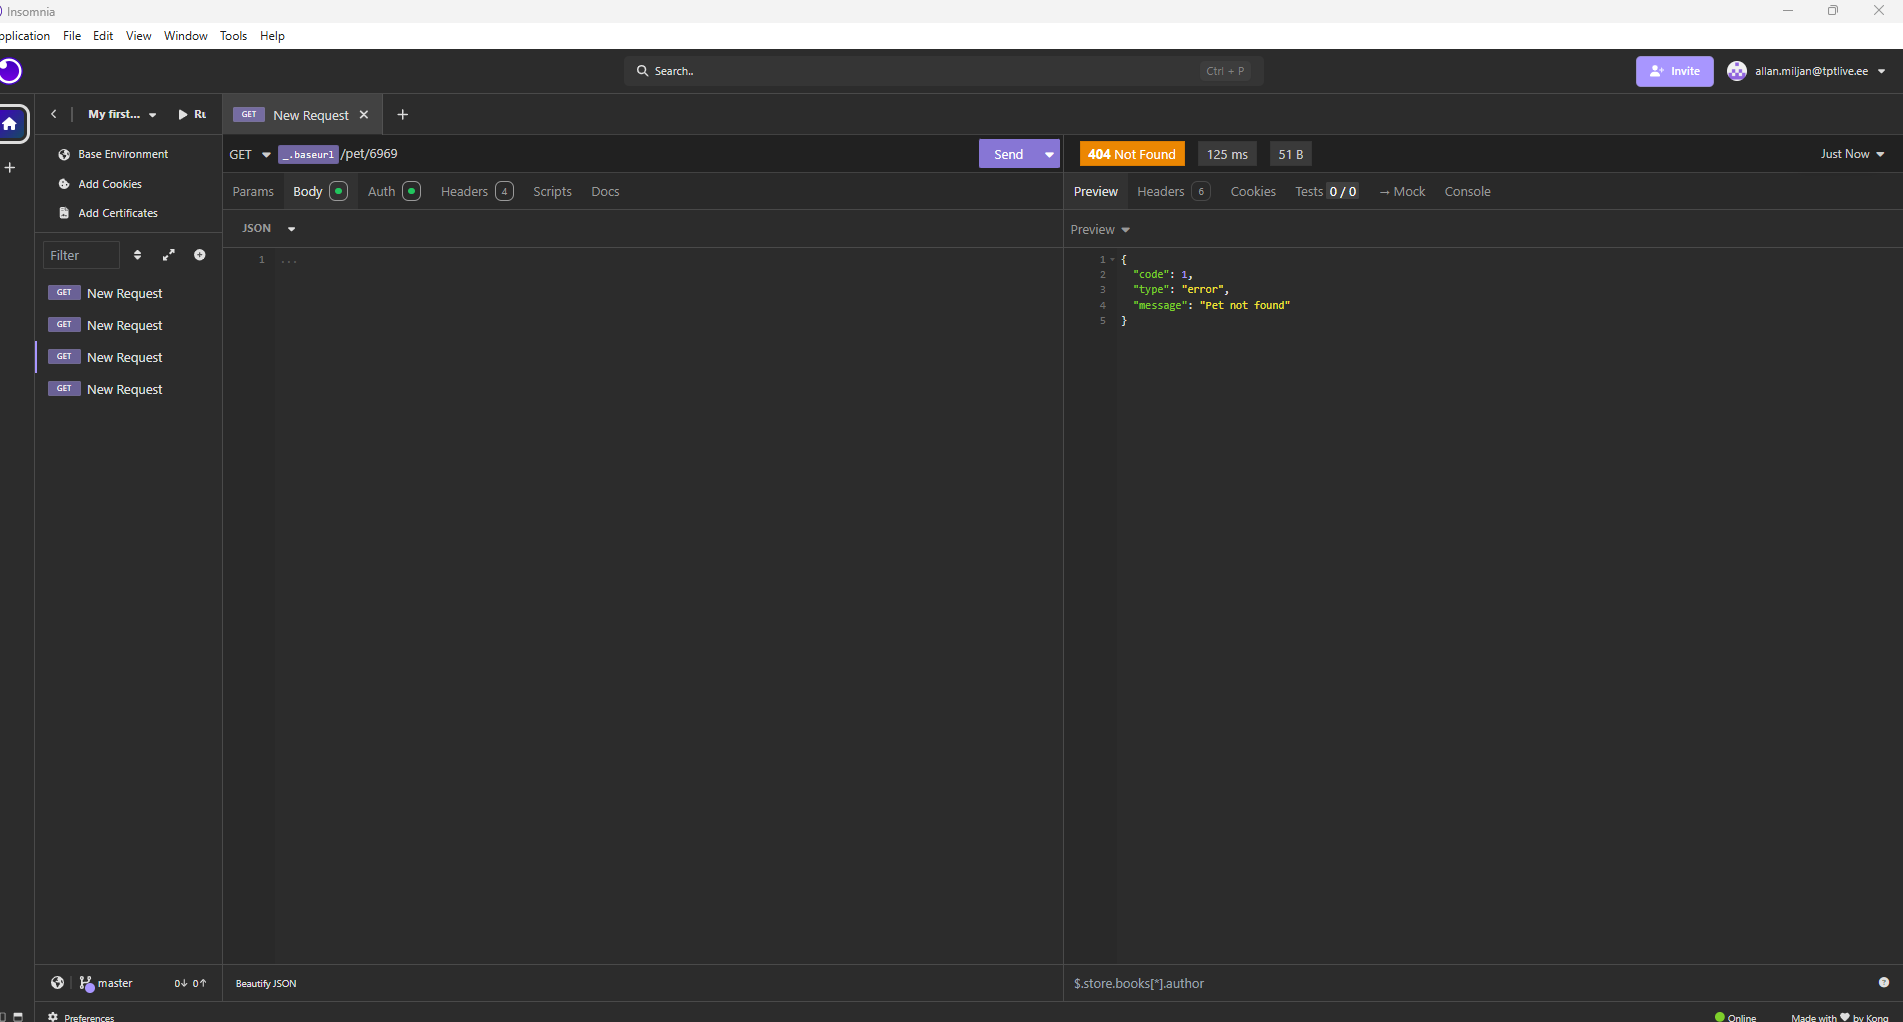 Insomnia
pplication File Edit View Window Tools Help
Search.. Ctrl + P Invite allan.miljan@tptlive.ee
My first... Ru GET New Request
Base Environment
Add Cookies
Add Certificates
GET _.baseurl /pet/6969 Send 404 Not Found 125 ms 51 B Just Now
Params Body Auth Headers 4 Scripts Docs
Preview Headers 6 Cookies Tests 0 / 0 → Mock Console
JSON
Preview
Filter
GET New Request
GET New Request
GET New Request
GET New Request
1 ...
1 {
2 "code": 1,
3 "type": "error",
4 "message": "Pet not found"
5 }
master 0↓ 0↑ Beautify JSON $.store.books[*].author
Preferences Online Made with ♥ by Kong